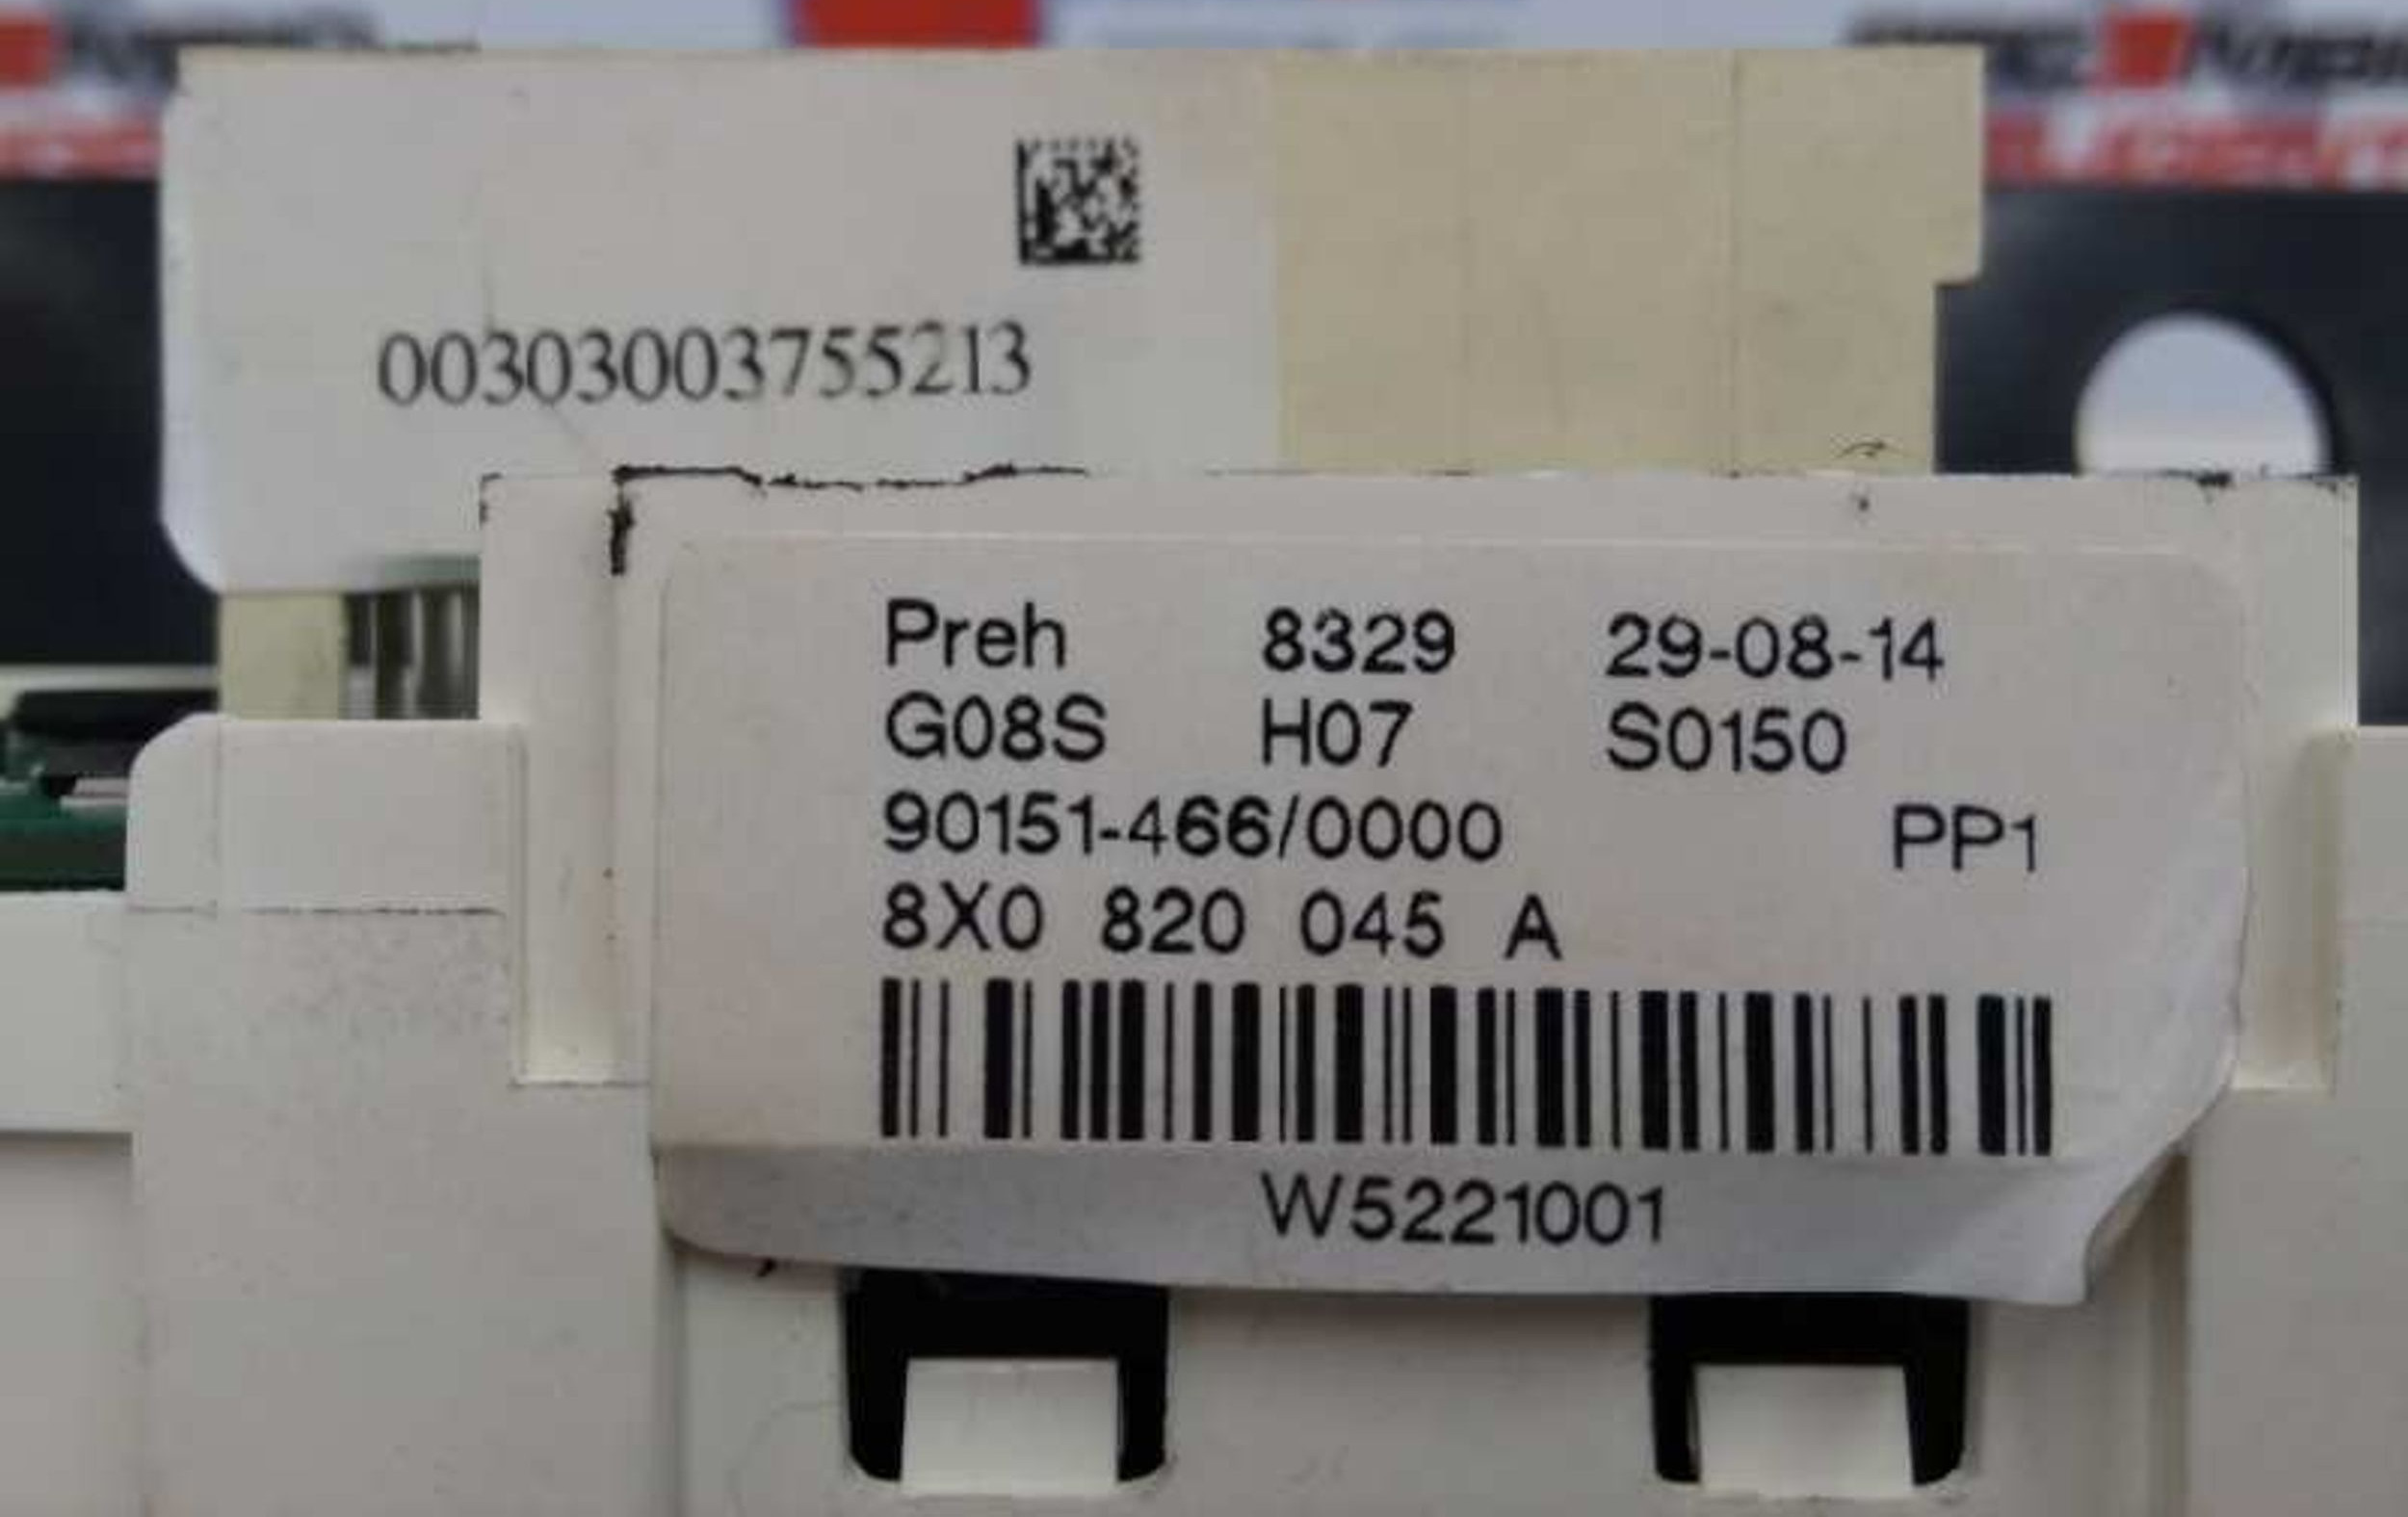 00303003755213
Preh 8329 29-08-14
G08S H07 S0150
90151-466/0000 PP1
8X0 820 045 A
W5221001